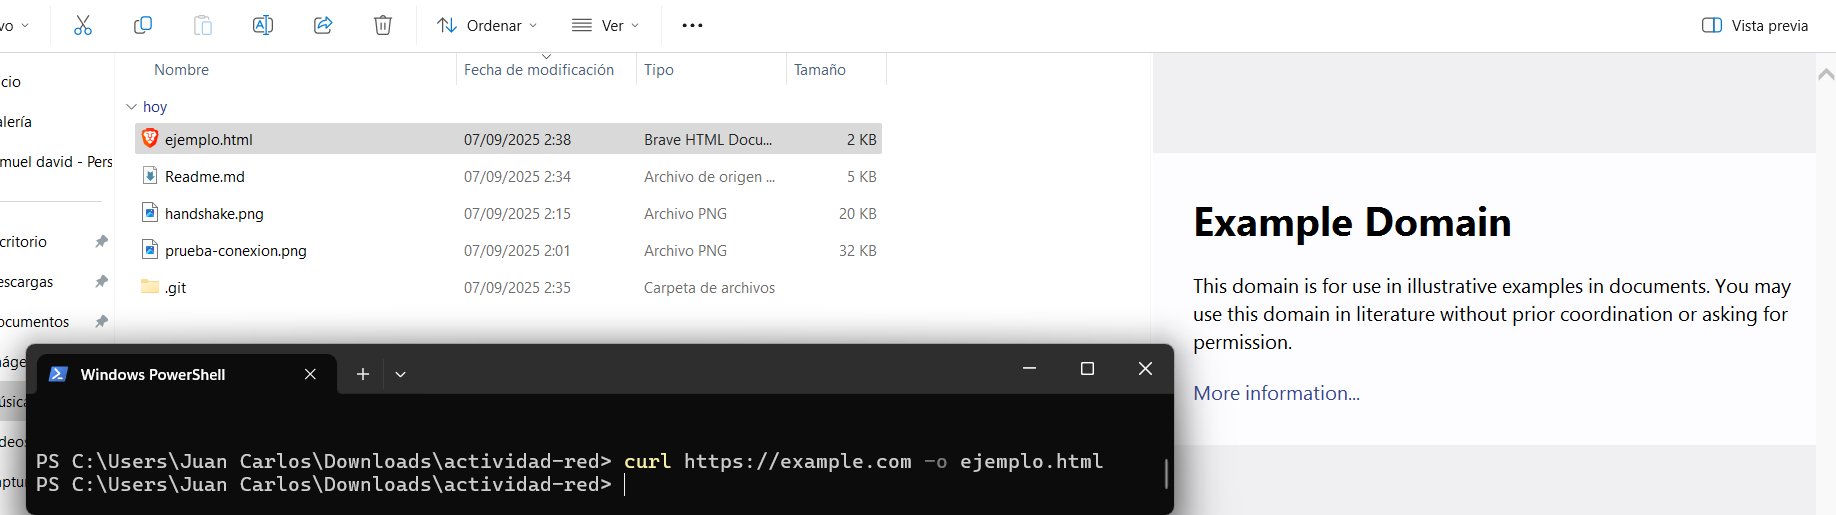 vo
Ordenar
Ver
Vista previa
Nombre
Fecha de modificación
Tipo
Tamaño
hoy
ejemplo.html 07/09/2025 2:38 Brave HTML Docu... 2 KB
Readme.md 07/09/2025 2:34 Archivo de origen ... 5 KB
handshake.png 07/09/2025 2:15 Archivo PNG 20 KB
prueba-conexion.png 07/09/2025 2:01 Archivo PNG 32 KB
.git 07/09/2025 2:35 Carpeta de archivos
cio
alería
muel david - Pers
critorio
escargas
ocumentos
náge
úsica
deos
aptur
Example Domain
This domain is for use in illustrative examples in documents. You may
use this domain in literature without prior coordination or asking for
permission.
More information...
Windows PowerShell
PS C:\Users\Juan Carlos\Downloads\actividad-red> curl https://example.com -o ejemplo.html
PS C:\Users\Juan Carlos\Downloads\actividad-red>